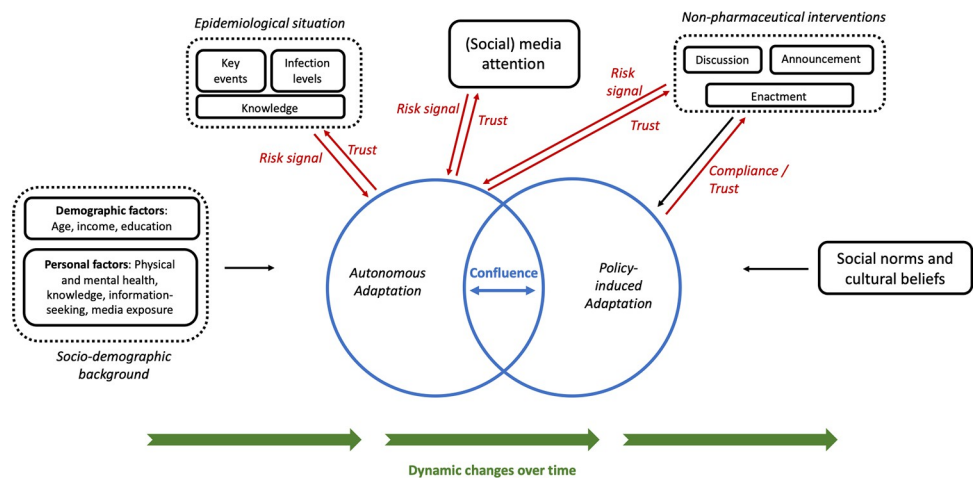 Epidemiological situation
Key
events
Infection
levels
Knowledge
(Social) media
attention
Non-pharmaceutical interventions
Discussion
Announcement
Enactment
Risk signal
Trust
Risk signal
Trust
Risk
signal
Trust
Compliance /
Trust
Demographic factors:
Age, income, education
Personal factors: Physical
and mental health,
knowledge, information-
seeking, media exposure
Socio-demographic
background
Autonomous
Adaptation
Confluence
Policy-
induced
Adaptation
Social norms and
cultural beliefs
Dynamic changes over time